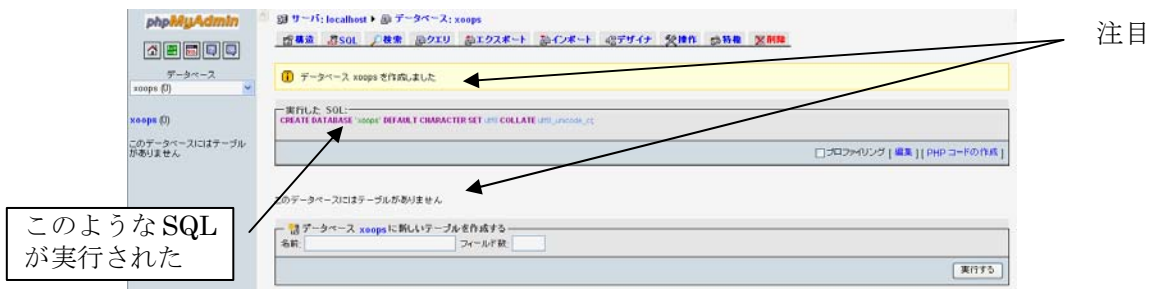 phpMyAdmin
サーバ: localhost ▶ データベース: xoops
構造 SQL 検索 クエリ エクスポート インポート デザイナ 操作 特権 削除
注目
データベース
xoops (0)
データベース xoops を作成しました
xoops (0)
このデータベースにはテーブルがありません
実行した SQL:
CREATE DATABASE `xoops` DEFAULT CHARACTER SET utf8 COLLATE utf8_unicode_ci;
プロファイリング [ 編集 ] [ PHP コードの作成 ]
このデータベースにはテーブルがありません
このようなSQL
が実行された
データベース xoops に新しいテーブルを作成する
名前: フィールド数:
実行する